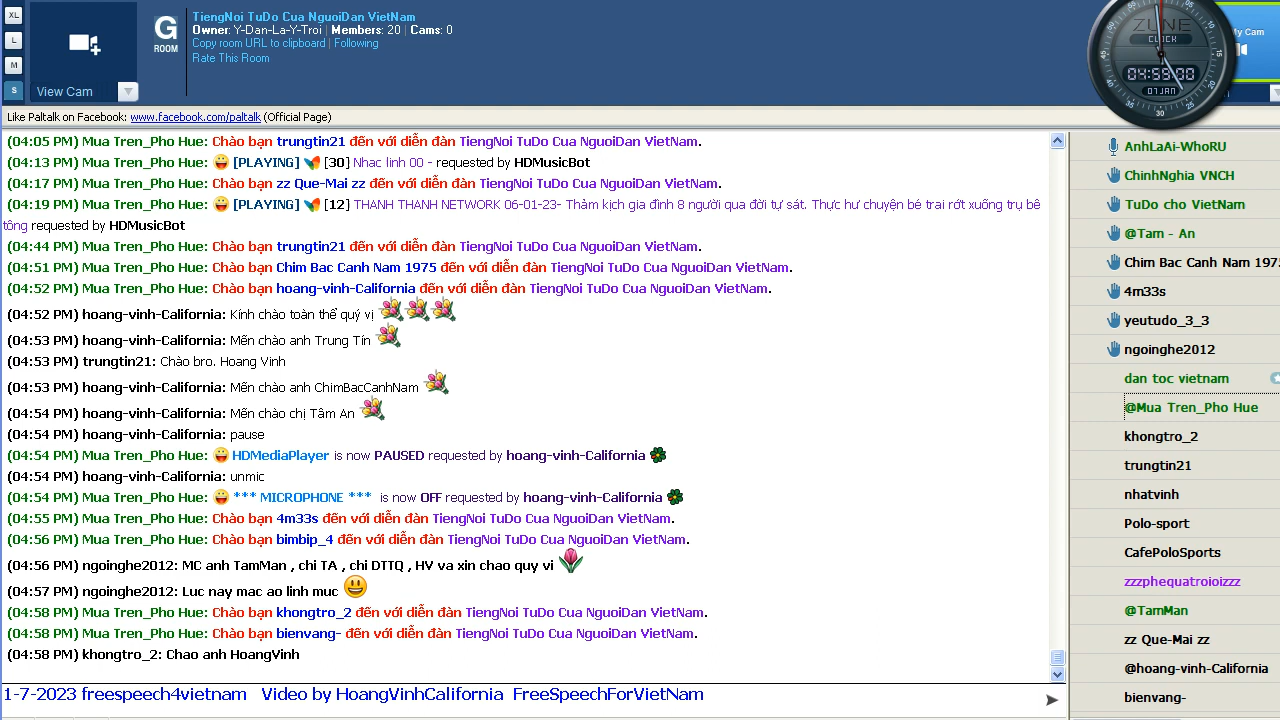 XL
L
M
S
View Cam
G
ROOM
TiengNoi TuDo Cua NguoiDan VietNam
Owner: Y-Dan-La-Y-Troi | Members: 20 | Cams: 0
Copy room URL to clipboard | Following
Rate This Room
ZUNE
CLOCK
04:59:00
07JAN
My Cam
Like Paltalk on Facebook: www.facebook.com/paltalk (Official Page)
(04:05 PM) Mua Tren_Pho Hue: Chào bạn trungtin21 đến với diễn đàn TiengNoi TuDo Cua NguoiDan VietNam.
(04:13 PM) Mua Tren_Pho Hue: [PLAYING] [30] Nhac linh 00 - requested by HDMusicBot
(04:17 PM) Mua Tren_Pho Hue: Chào bạn zz Que-Mai zz đến với diễn đàn TiengNoi TuDo Cua NguoiDan VietNam.
(04:19 PM) Mua Tren_Pho Hue: [PLAYING] [12] THANH THANH NETWORK 06-01-23- Thảm kịch gia đình 8 người qua đời tự sát. Thực hư chuyện bé trai rớt xuống trụ bê
tông requested by HDMusicBot
(04:44 PM) Mua Tren_Pho Hue: Chào bạn trungtin21 đến với diễn đàn TiengNoi TuDo Cua NguoiDan VietNam.
(04:51 PM) Mua Tren_Pho Hue: Chào bạn Chim Bac Canh Nam 1975 đến với diễn đàn TiengNoi TuDo Cua NguoiDan VietNam.
(04:52 PM) Mua Tren_Pho Hue: Chào bạn hoang-vinh-California đến với diễn đàn TiengNoi TuDo Cua NguoiDan VietNam.
(04:52 PM) hoang-vinh-California: Kính chào toàn thể quý vị
(04:53 PM) hoang-vinh-California: Mến chào anh Trung Tín
(04:53 PM) trungtin21: Chào bro. Hoang Vinh
(04:53 PM) hoang-vinh-California: Mến chào anh ChimBacCanhNam
(04:54 PM) hoang-vinh-California: Mến chào chị Tâm An
(04:54 PM) hoang-vinh-California: pause
(04:54 PM) Mua Tren_Pho Hue: HDMediaPlayer is now PAUSED requested by hoang-vinh-California
(04:54 PM) hoang-vinh-California: unmic
(04:54 PM) Mua Tren_Pho Hue: *** MICROPHONE *** is now OFF requested by hoang-vinh-California
(04:55 PM) Mua Tren_Pho Hue: Chào bạn 4m33s đến với diễn đàn TiengNoi TuDo Cua NguoiDan VietNam.
(04:56 PM) Mua Tren_Pho Hue: Chào bạn bimbip_4 đến với diễn đàn TiengNoi TuDo Cua NguoiDan VietNam.
(04:56 PM) ngoinghe2012: MC anh TamMan , chi TA , chi DTTQ , HV va xin chao quy vi
(04:57 PM) ngoinghe2012: Luc nay mac ao linh muc
(04:58 PM) Mua Tren_Pho Hue: Chào bạn khongtro_2 đến với diễn đàn TiengNoi TuDo Cua NguoiDan VietNam.
(04:58 PM) Mua Tren_Pho Hue: Chào bạn bienvang- đến với diễn đàn TiengNoi TuDo Cua NguoiDan VietNam.
(04:58 PM) khongtro_2: Chao anh HoangVinh
1-7-2023 freespeech4vietnam Video by HoangVinhCalifornia FreeSpeechForVietNam
AnhLaAi-WhoRU
ChinhNghia VNCH
TuDo cho VietNam
@Tam - An
Chim Bac Canh Nam 197
4m33s
yeutudo_3_3
ngoinghe2012
dan toc vietnam
@Mua Tren_Pho Hue
khongtro_2
trungtin21
nhatvinh
Polo-sport
CafePoloSports
zzzphequatroioizzz
@TamMan
zz Que-Mai zz
@hoang-vinh-California
bienvang-